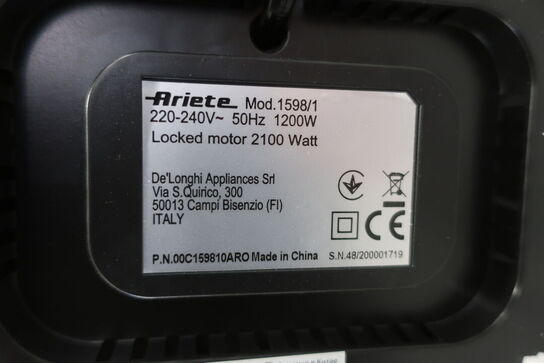 Ariete Mod.1598/1
220-240V~ 50Hz 1200W
Locked motor 2100 Watt
De'Longhi Appliances Srl
Via S.Quirico, 300
50013 Campi Bisenzio (FI)
ITALY
CE
P.N.00C159810ARO Made in China
S.N.48/200001719